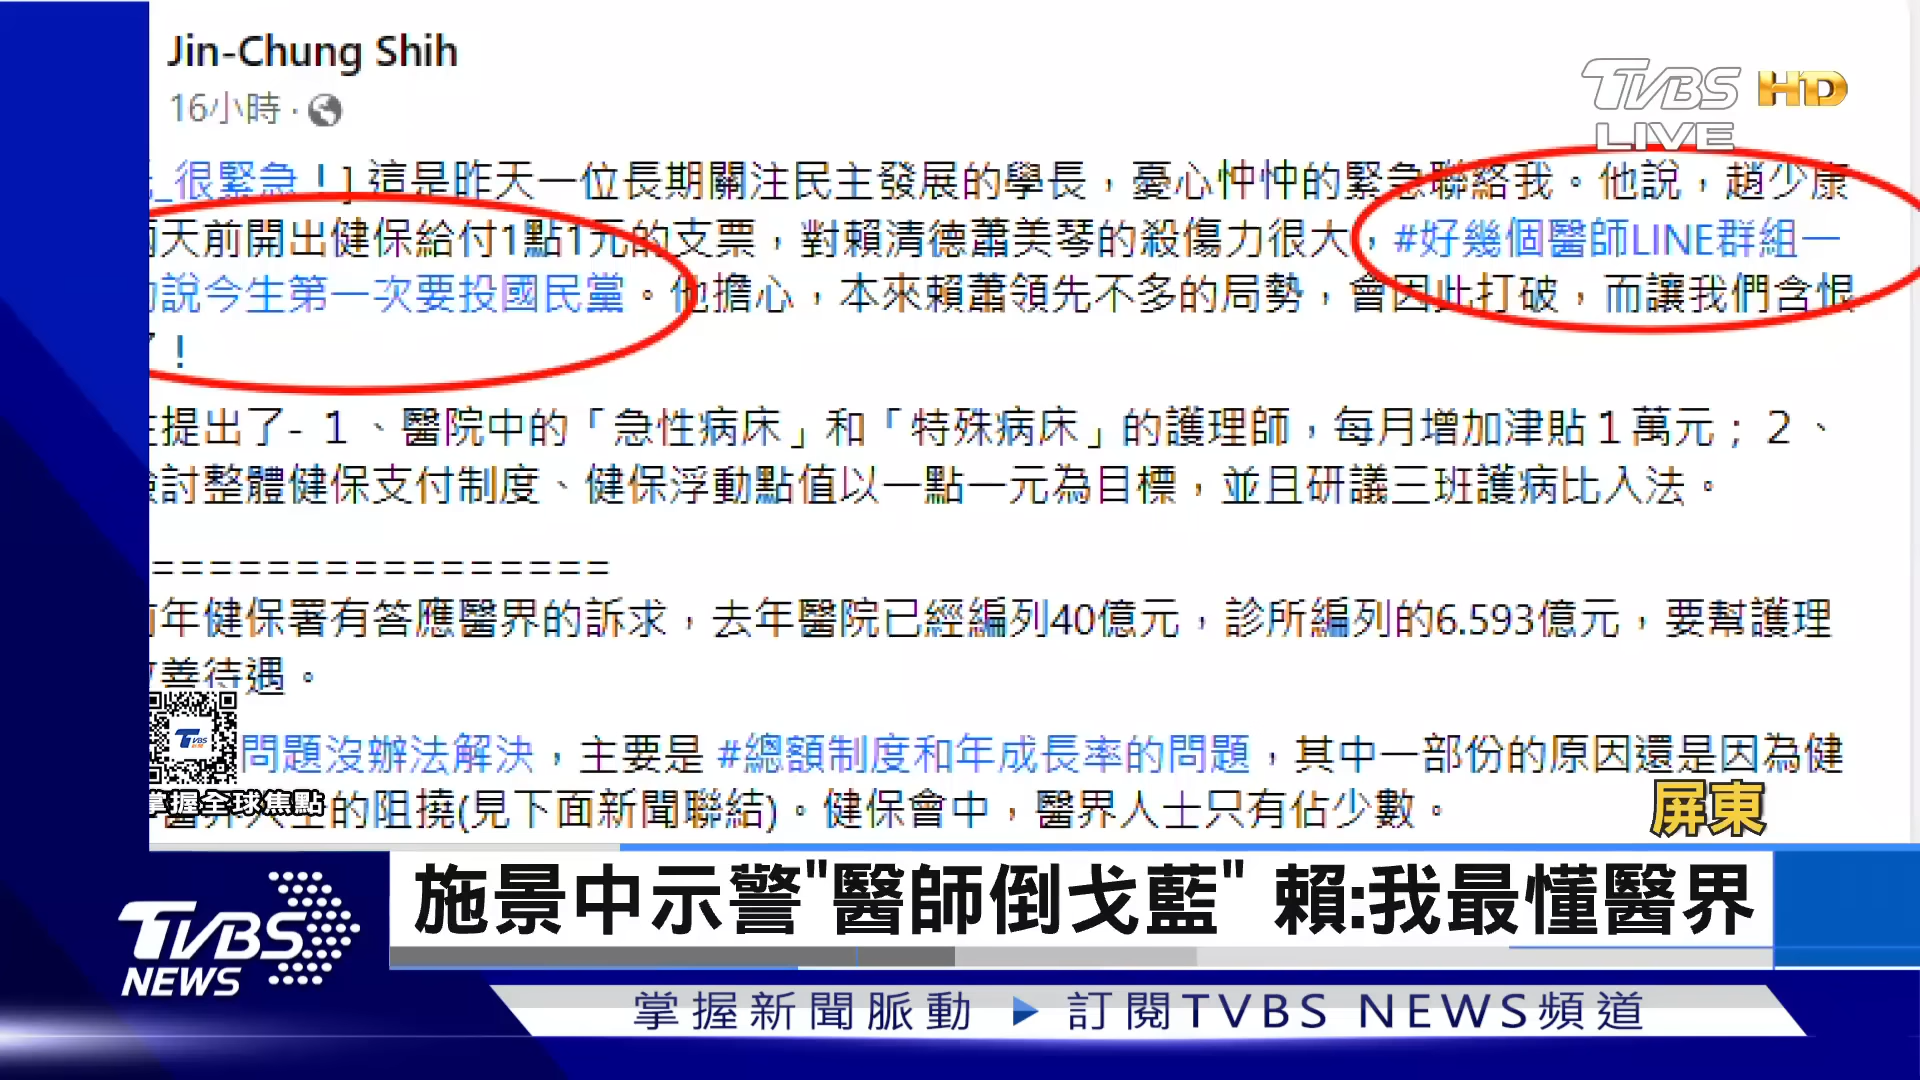 Jin-Chung Shih
16小時 ·
TVBS HD
LIVE
_很緊急！] 這是昨天一位長期關注民主發展的學長，憂心忡忡的緊急聯絡我。他說，趙少康
天前開出健保給付1點1元的支票，對賴清德蕭美琴的殺傷力很大，#好幾個醫師LINE群組一
說今生第一次要投國民黨。他擔心，本來賴蕭領先不多的局勢，會因此打破，而讓我們含恨
！
提出了- １、醫院中的「急性病床」和「特殊病床」的護理師，每月增加津貼１萬元；２、
討整體健保支付制度、健保浮動點值以一點一元為目標，並且研議三班護病比入法。
================
年健保署有答應醫界的訴求，去年醫院已經編列40億元，診所編列的6.593億元，要幫護理
善待遇。
問題沒辦法解決，主要是 #總額制度和年成長率的問題，其中一部份的原因還是因為健
的阻撓(見下面新聞聯結)。健保會中，醫界人士只有佔少數。
TVBS
掌握全球焦點
屏東
施景中示警"醫師倒戈藍" 賴:我最懂醫界
TVBS
NEWS
掌握新聞脈動 ▶ 訂閱TVBS NEWS頻道